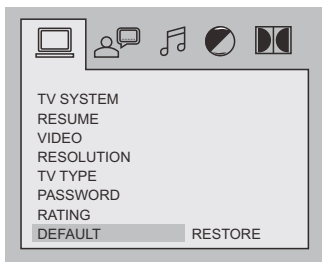 TV SYSTEM
RESUME
VIDEO
RESOLUTION
TV TYPE
PASSWORD
RATING
DEFAULT RESTORE